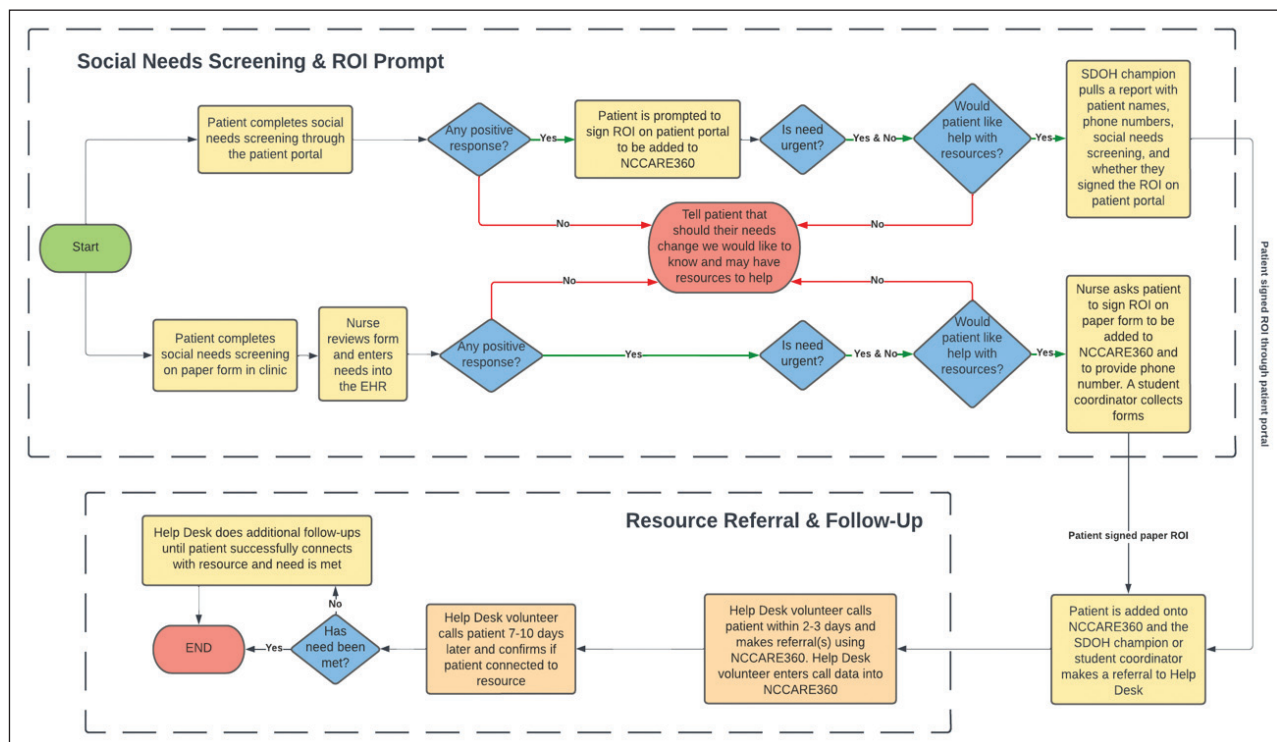 Social Needs Screening & ROI Prompt
Patient completes social
needs screening through
the patient portal
Any positive
response?
Yes
Patient is prompted to
sign ROI on patient portal
to be added to
NCCARE360
Is need
urgent?
Yes & No
Would
patient like
help with
resources?
Yes
SDOH champion
pulls a report with
patient names,
phone numbers,
social needs
screening, and
whether they
signed the ROI on
patient portal
No
No
Start
Tell patient that
should their needs
change we would like to
know and may have
resources to help
No
No
Patient completes
social needs screening
on paper form in clinic
Nurse
reviews form
and enters
needs into
the EHR
Any positive
response?
Yes
Is need
urgent?
Yes & No
Would
patient like
help with
resources?
Yes
Nurse asks patient
to sign ROI on
paper form to be
added to
NCCARE360 and
to provide phone
number. A student
coordinator collects
forms
Patient signed ROI through patient portal
Patient signed paper ROI
Resource Referral & Follow-Up
Help Desk does additional follow-ups
until patient successfully connects
with resource and need is met
No
END
Yes
Has
need been
met?
Help Desk volunteer
calls patient 7-10 days
later and confirms if
patient connected to
resource
Help Desk volunteer calls
patient within 2-3 days and
makes referral(s) using
NCCARE360. Help Desk
volunteer enters call data into
NCCARE360
Patient is added onto
NCCARE360 and the
SDOH champion or
student coordinator
makes a referral to Help
Desk